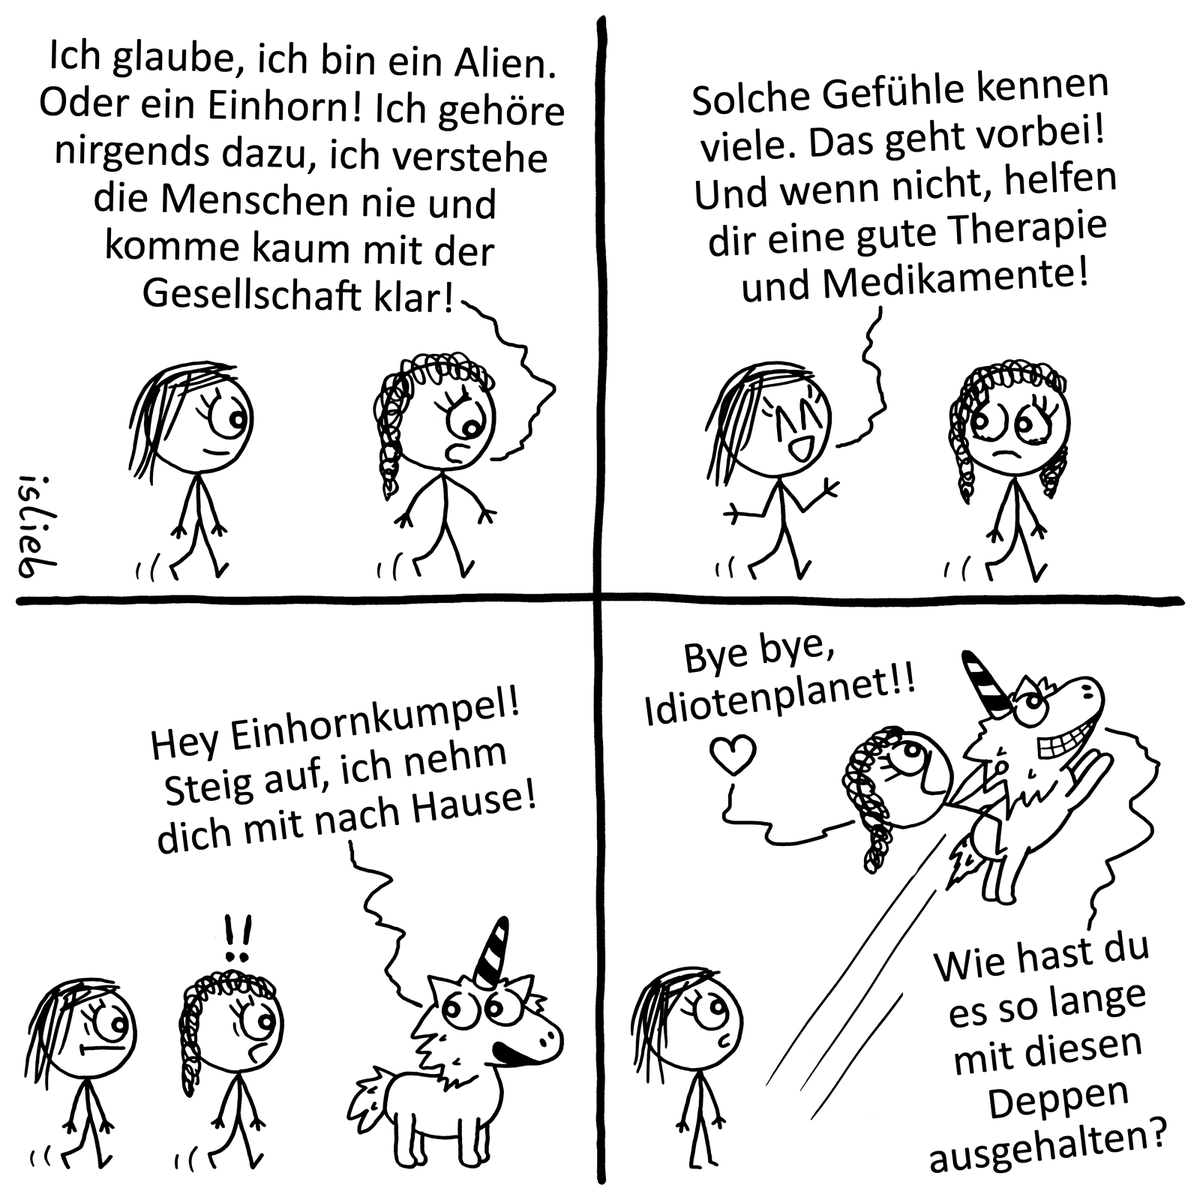 Ich glaube, ich bin ein Alien.
Oder ein Einhorn! Ich gehöre
nirgends dazu, ich verstehe
die Menschen nie und
komme kaum mit der
Gesellschaft klar!
Solche Gefühle kennen
viele. Das geht vorbei!
Und wenn nicht, helfen
dir eine gute Therapie
und Medikamente!
islieb
Hey Einhornkumpel!
Steig auf, ich nehm
dich mit nach Hause!
!!
Bye bye,
Idiotenplanet!!
Wie hast du
es so lange
mit diesen
Deppen
ausgehalten?